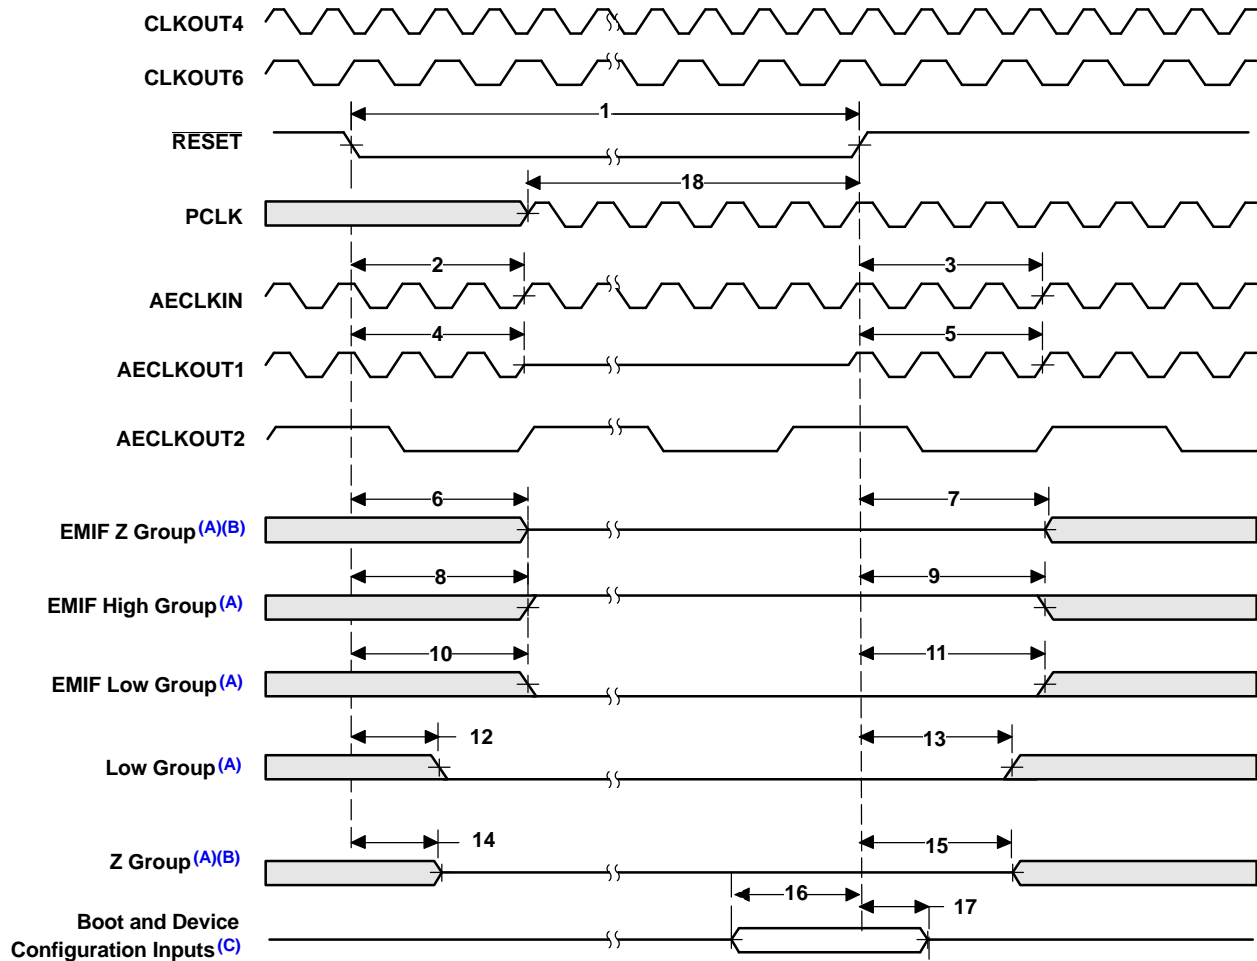 CLKOUT4
CLKOUT6
1
RESET
18
PCLK
2
3
AECLKIN
4
5
AECLKOUT1
AECLKOUT2
6
7
EMIF Z Group (A)(B)
8
9
EMIF High Group (A)
10
11
EMIF Low Group (A)
12
13
Low Group (A)
14
15
Z Group (A)(B)
16
17
Boot and Device
Configuration Inputs (C)